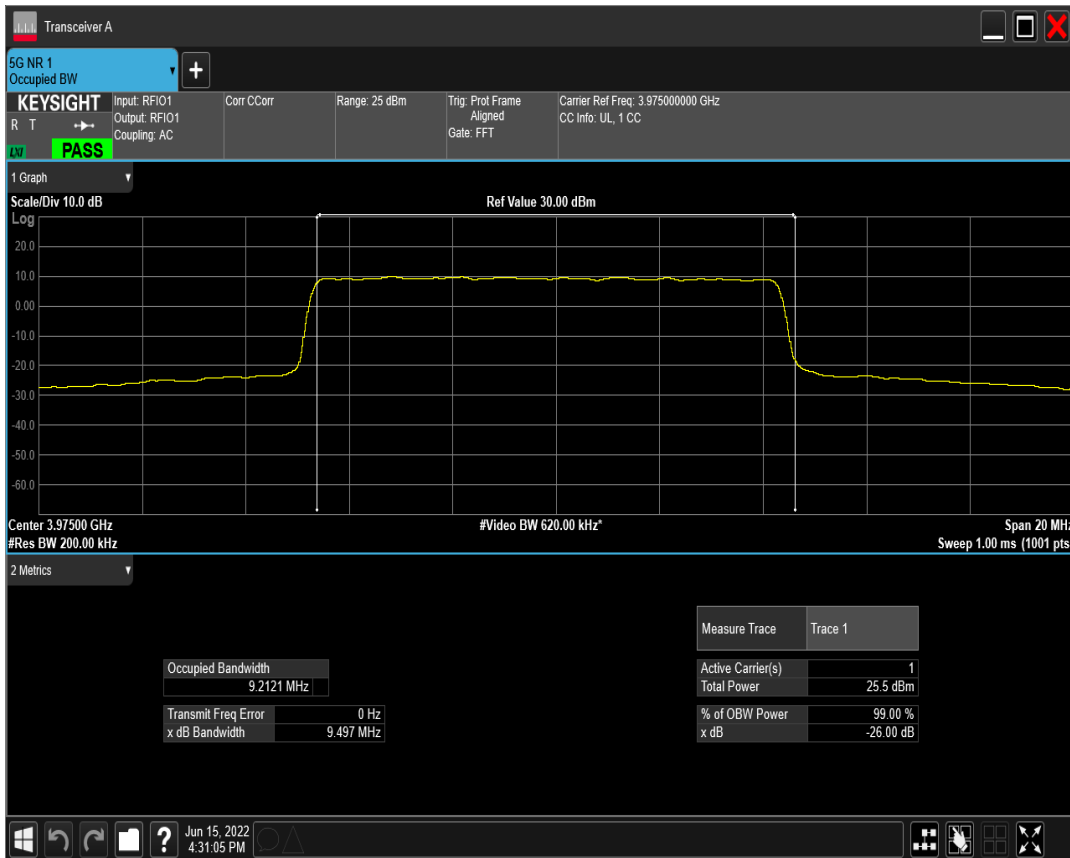 Transceiver A
5G NR 1
Occupied BW
KEYSIGHT
R T
LXI
PASS
Input: RFIO1
Output: RFIO1
Coupling: AC
Corr CCorr
Range: 25 dBm
Trig: Prot Frame
Aligned
Gate: FFT
Carrier Ref Freq: 3.975000000 GHz
CC Info: UL, 1 CC
1 Graph
Scale/Div 10.0 dB
Ref Value 30.00 dBm
Log
20.0
10.0
0.00
-10.0
-20.0
-30.0
-40.0
-50.0
-60.0
Center 3.97500 GHz
#Video BW 620.00 kHz*
Span 20 MHz
#Res BW 200.00 kHz
Sweep 1.00 ms (1001 pts
2 Metrics
Measure Trace Trace 1
Occupied Bandwidth
9.2121 MHz
Active Carrier(s) 1
Total Power 25.5 dBm
Transmit Freq Error 0 Hz
x dB Bandwidth 9.497 MHz
% of OBW Power 99.00 %
x dB -26.00 dB
?
Jun 15, 2022
4:31:05 PM